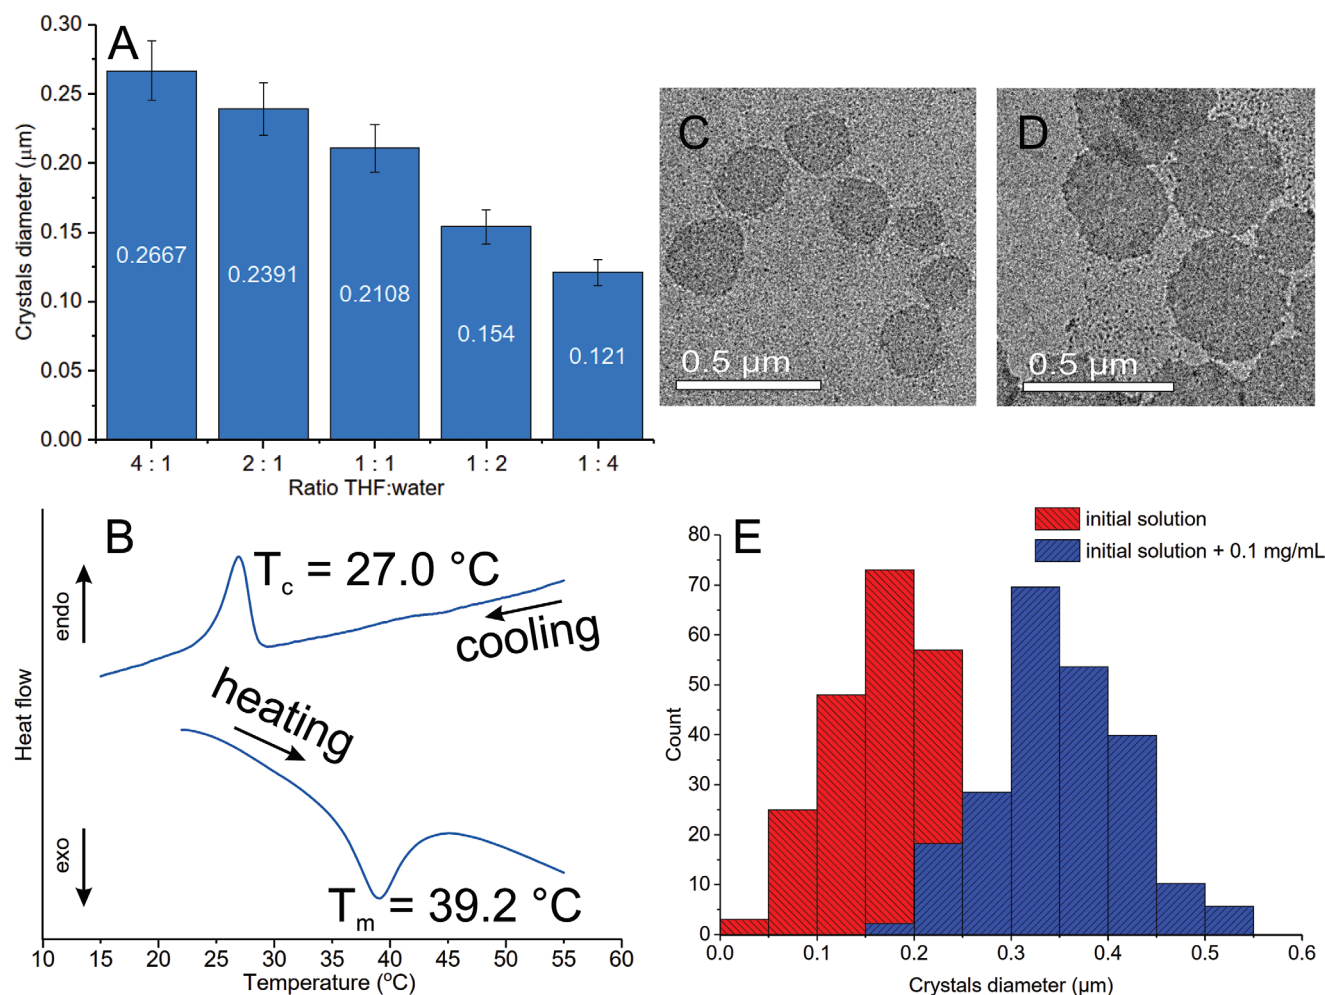 A
0.30
0.25
0.20
0.15
0.10
0.05
0.00
Crystals diameter (μm)
0.2667
0.2391
0.2108
0.154
0.121
4 : 1
2 : 1
1 : 1
1 : 2
1 : 4
Ratio THF:water
C
0.5 μm
D
0.5 μm
B
endo
Heat flow
exo
T_c = 27.0 °C
cooling
heating
T_m = 39.2 °C
10 15 20 25 30 35 40 45 50 55 60
Temperature (°C)
E
initial solution
initial solution + 0.1 mg/mL
80
70
60
50
40
30
20
10
0
Count
0.0 0.1 0.2 0.3 0.4 0.5 0.6
Crystals diameter (μm)